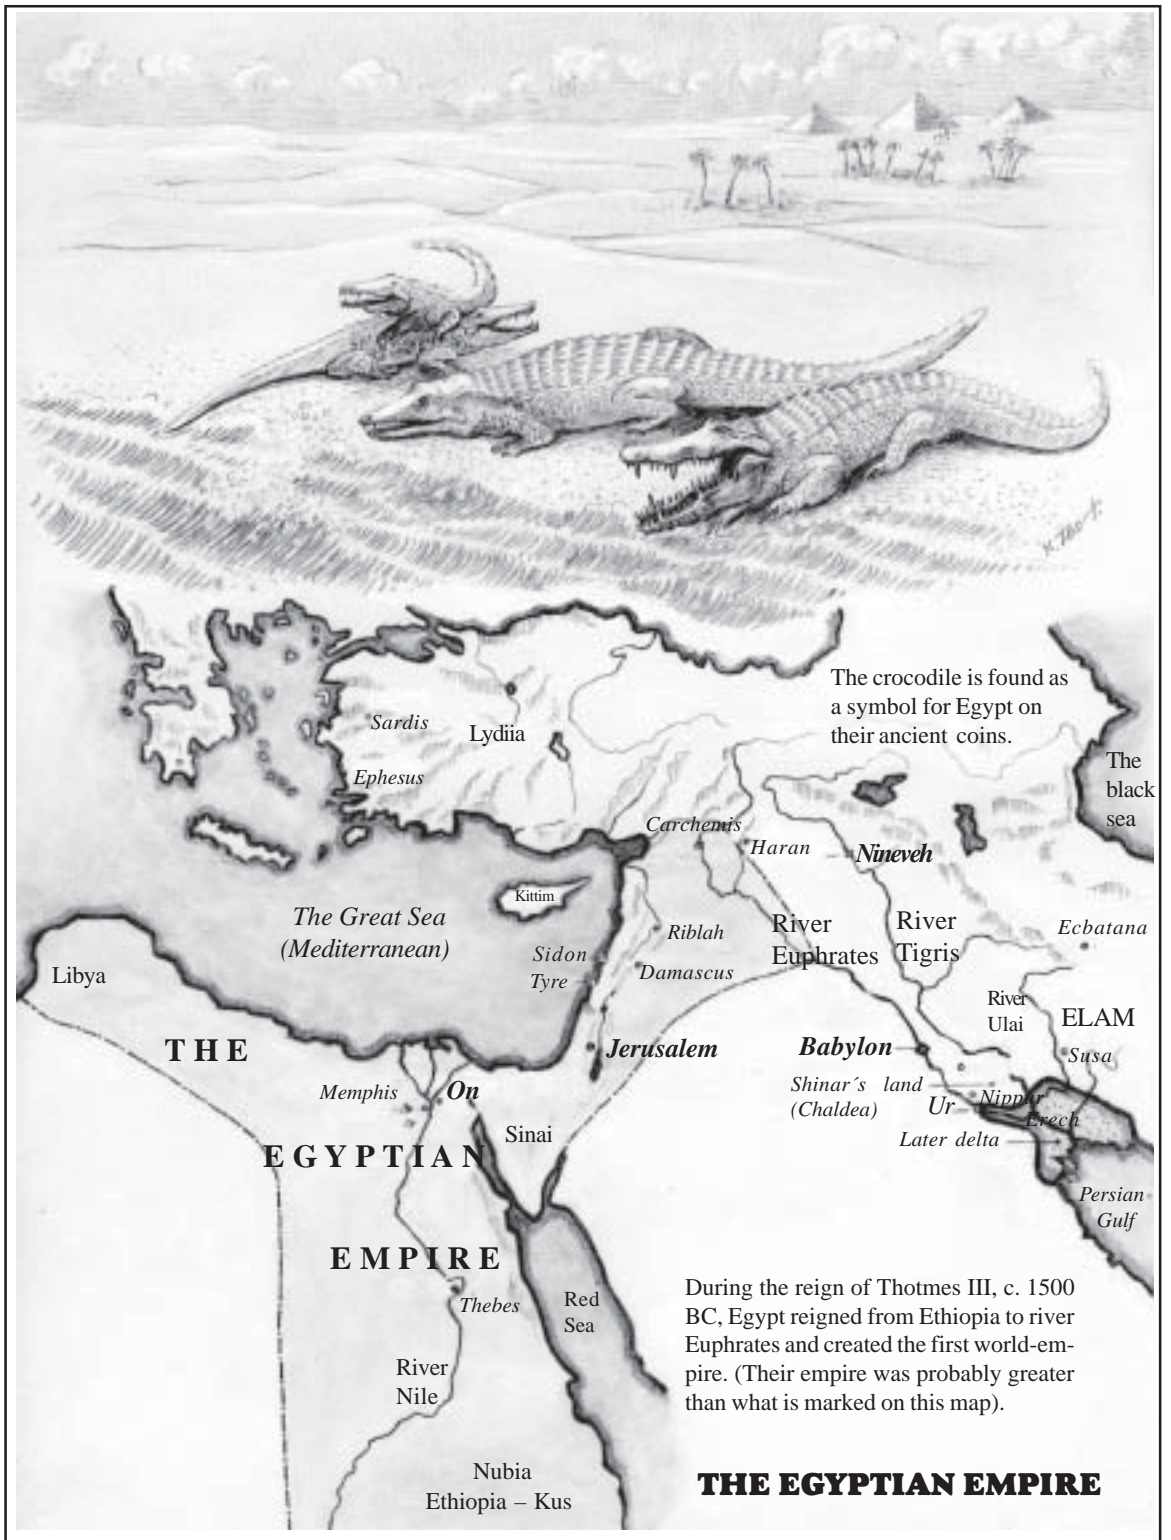 The crocodile is found as
a symbol for Egypt on
their ancient coins.
The
black
sea
Sardis
Lydiia
Ephesus
Carchemis
Haran
Nineveh
Kittim
The Great Sea
(Mediterranean)
Riblah
River
Euphrates
River
Tigris
Ecbatana
Sidon
Tyre
Damascus
Libya
River
Ulai
ELAM
THE
Jerusalem
Babylon
Susa
Memphis
On
Shinar´s land
(Chaldea)
Ur
Nippur
Erech
Later delta
Sinai
EGYPTIAN
Persian
Gulf
EMPIRE
Thebes
Red
Sea
River
Nile
During the reign of Thotmes III, c. 1500
BC, Egypt reigned from Ethiopia to river
Euphrates and created the first world-em-
pire. (Their empire was probably greater
than what is marked on this map).
Nubia
Ethiopia – Kus
THE EGYPTIAN EMPIRE